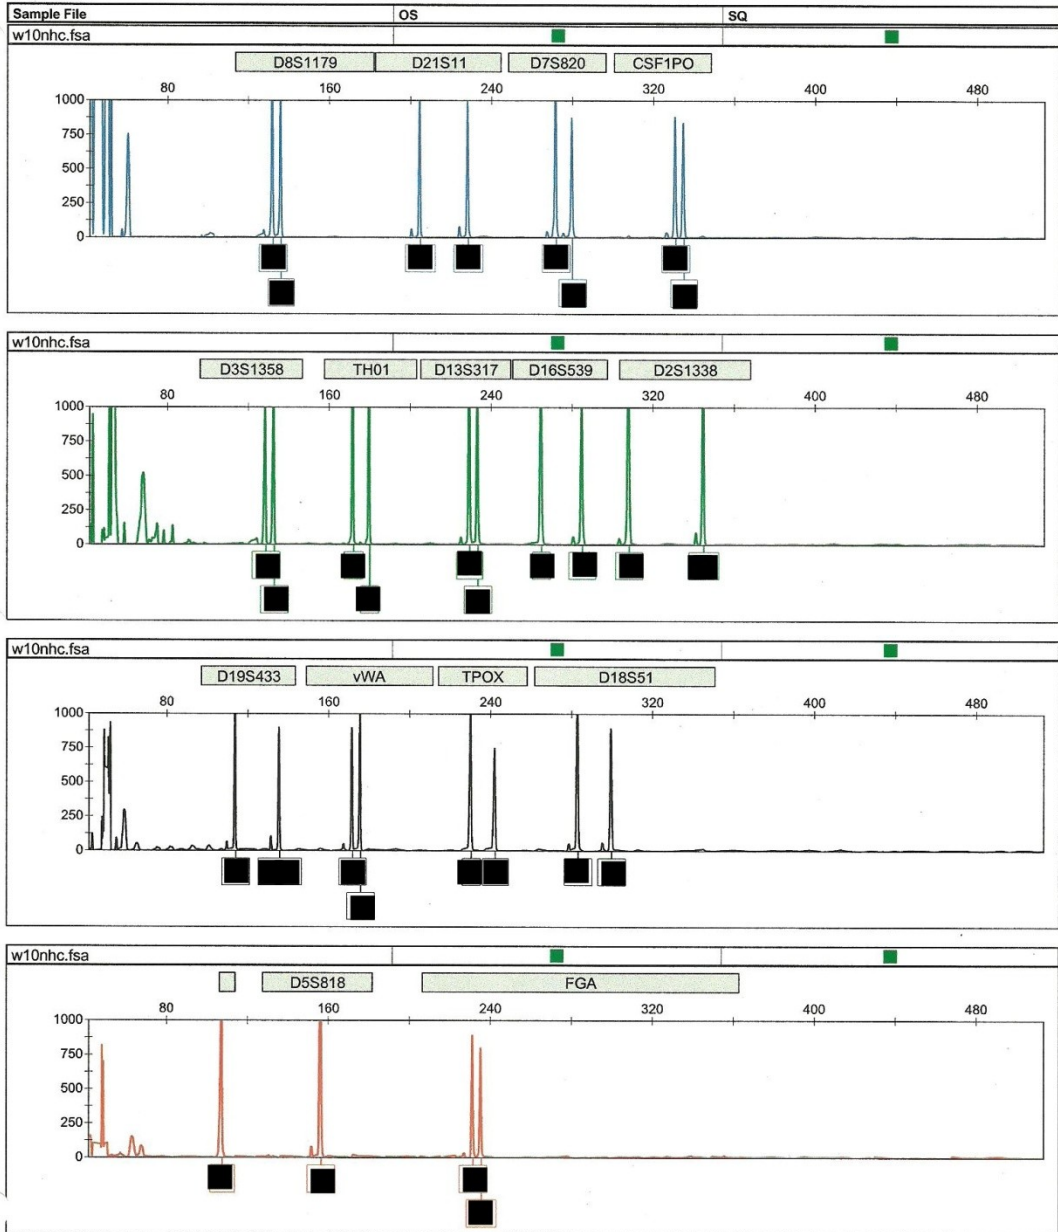 Sample File OS SQ
w10nhc.fsa
D8S1179 D21S11 D7S820 CSF1PO
80 160 240 320 400 480
1000
750
500
250
0
w10nhc.fsa
D3S1358 TH01 D13S317 D16S539 D2S1338
80 160 240 320 400 480
1000
750
500
250
0
w10nhc.fsa
D19S433 vWA TPOX D18S51
80 160 240 320 400 480
1000
750
500
250
0
w10nhc.fsa
D5S818 FGA
80 160 240 320 400 480
1000
750
500
250
0